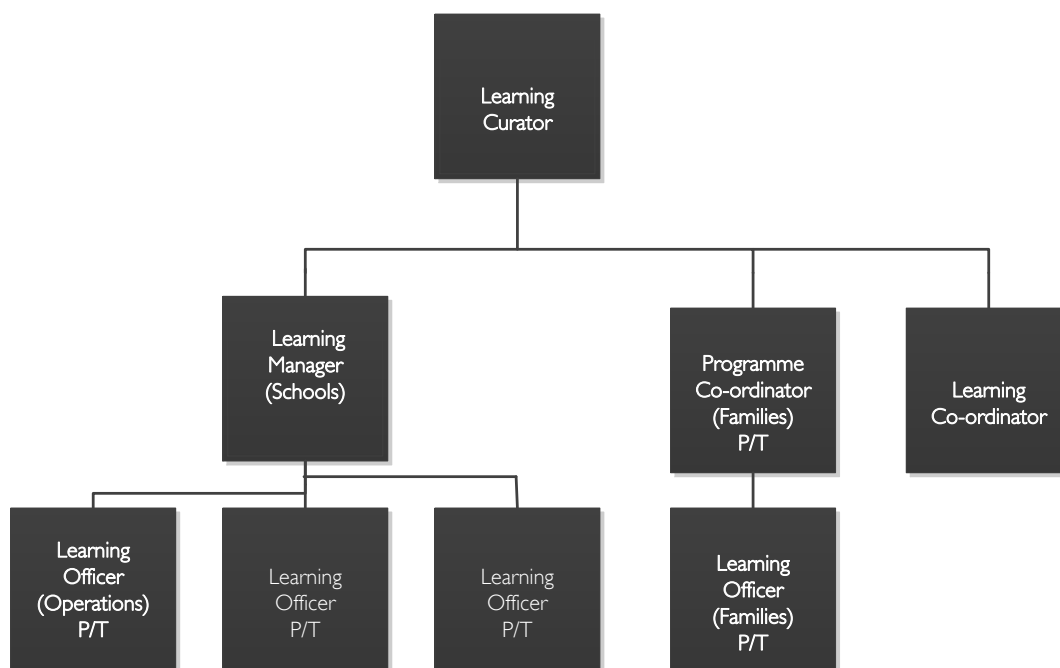 Learning
Curator
Learning
Manager
(Schools)
Programme
Co-ordinator
(Families)
P/T
Learning
Co-ordinator
Learning
Officer
(Operations)
P/T
Learning
Officer
P/T
Learning
Officer
P/T
Learning
Officer
(Families)
P/T